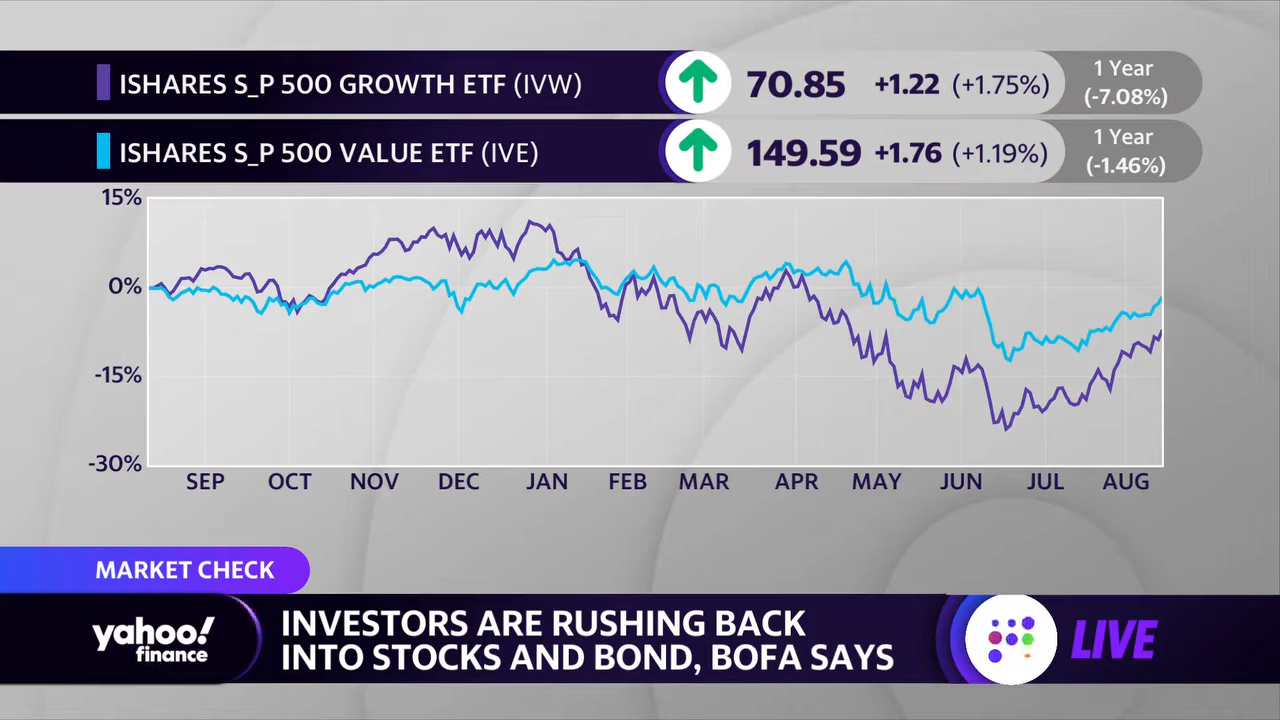 ISHARES S_P 500 GROWTH ETF (IVW) 70.85 +1.22 (+1.75%) 1 Year (-7.08%)
ISHARES S_P 500 VALUE ETF (IVE) 149.59 +1.76 (+1.19%) 1 Year (-1.46%)
15%
0%
-15%
-30%
SEP OCT NOV DEC JAN FEB MAR APR MAY JUN JUL AUG
MARKET CHECK
yahoo!
finance
INVESTORS ARE RUSHING BACK
INTO STOCKS AND BOND, BOFA SAYS
LIVE